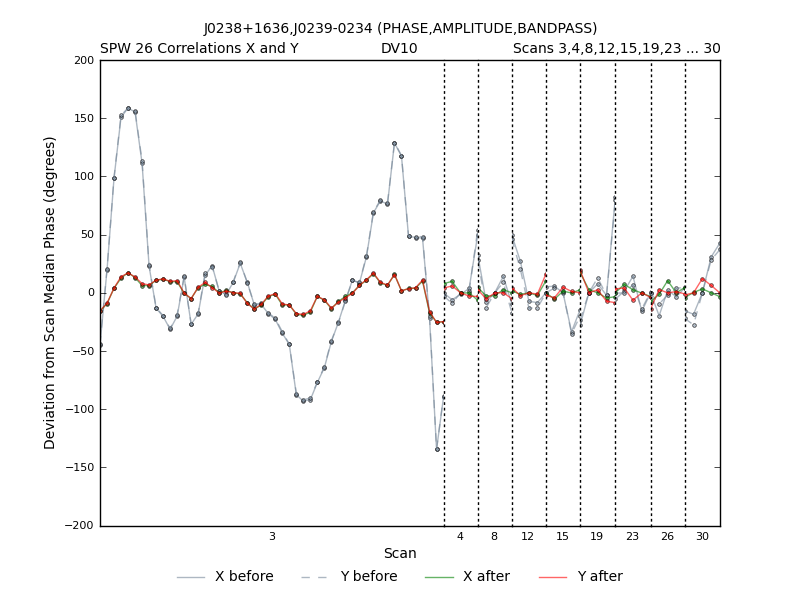 J0238+1636,J0239-0234 (PHASE,AMPLITUDE,BANDPASS)
SPW 26 Correlations X and Y DV10 Scans 3,4,8,12,15,19,23 ... 30
200
150
100
50
0
−50
−100
−150
−200
Deviation from Scan Median Phase (degrees)
3 4 8 12 15 19 23 26 30
Scan
X before Y before X after Y after